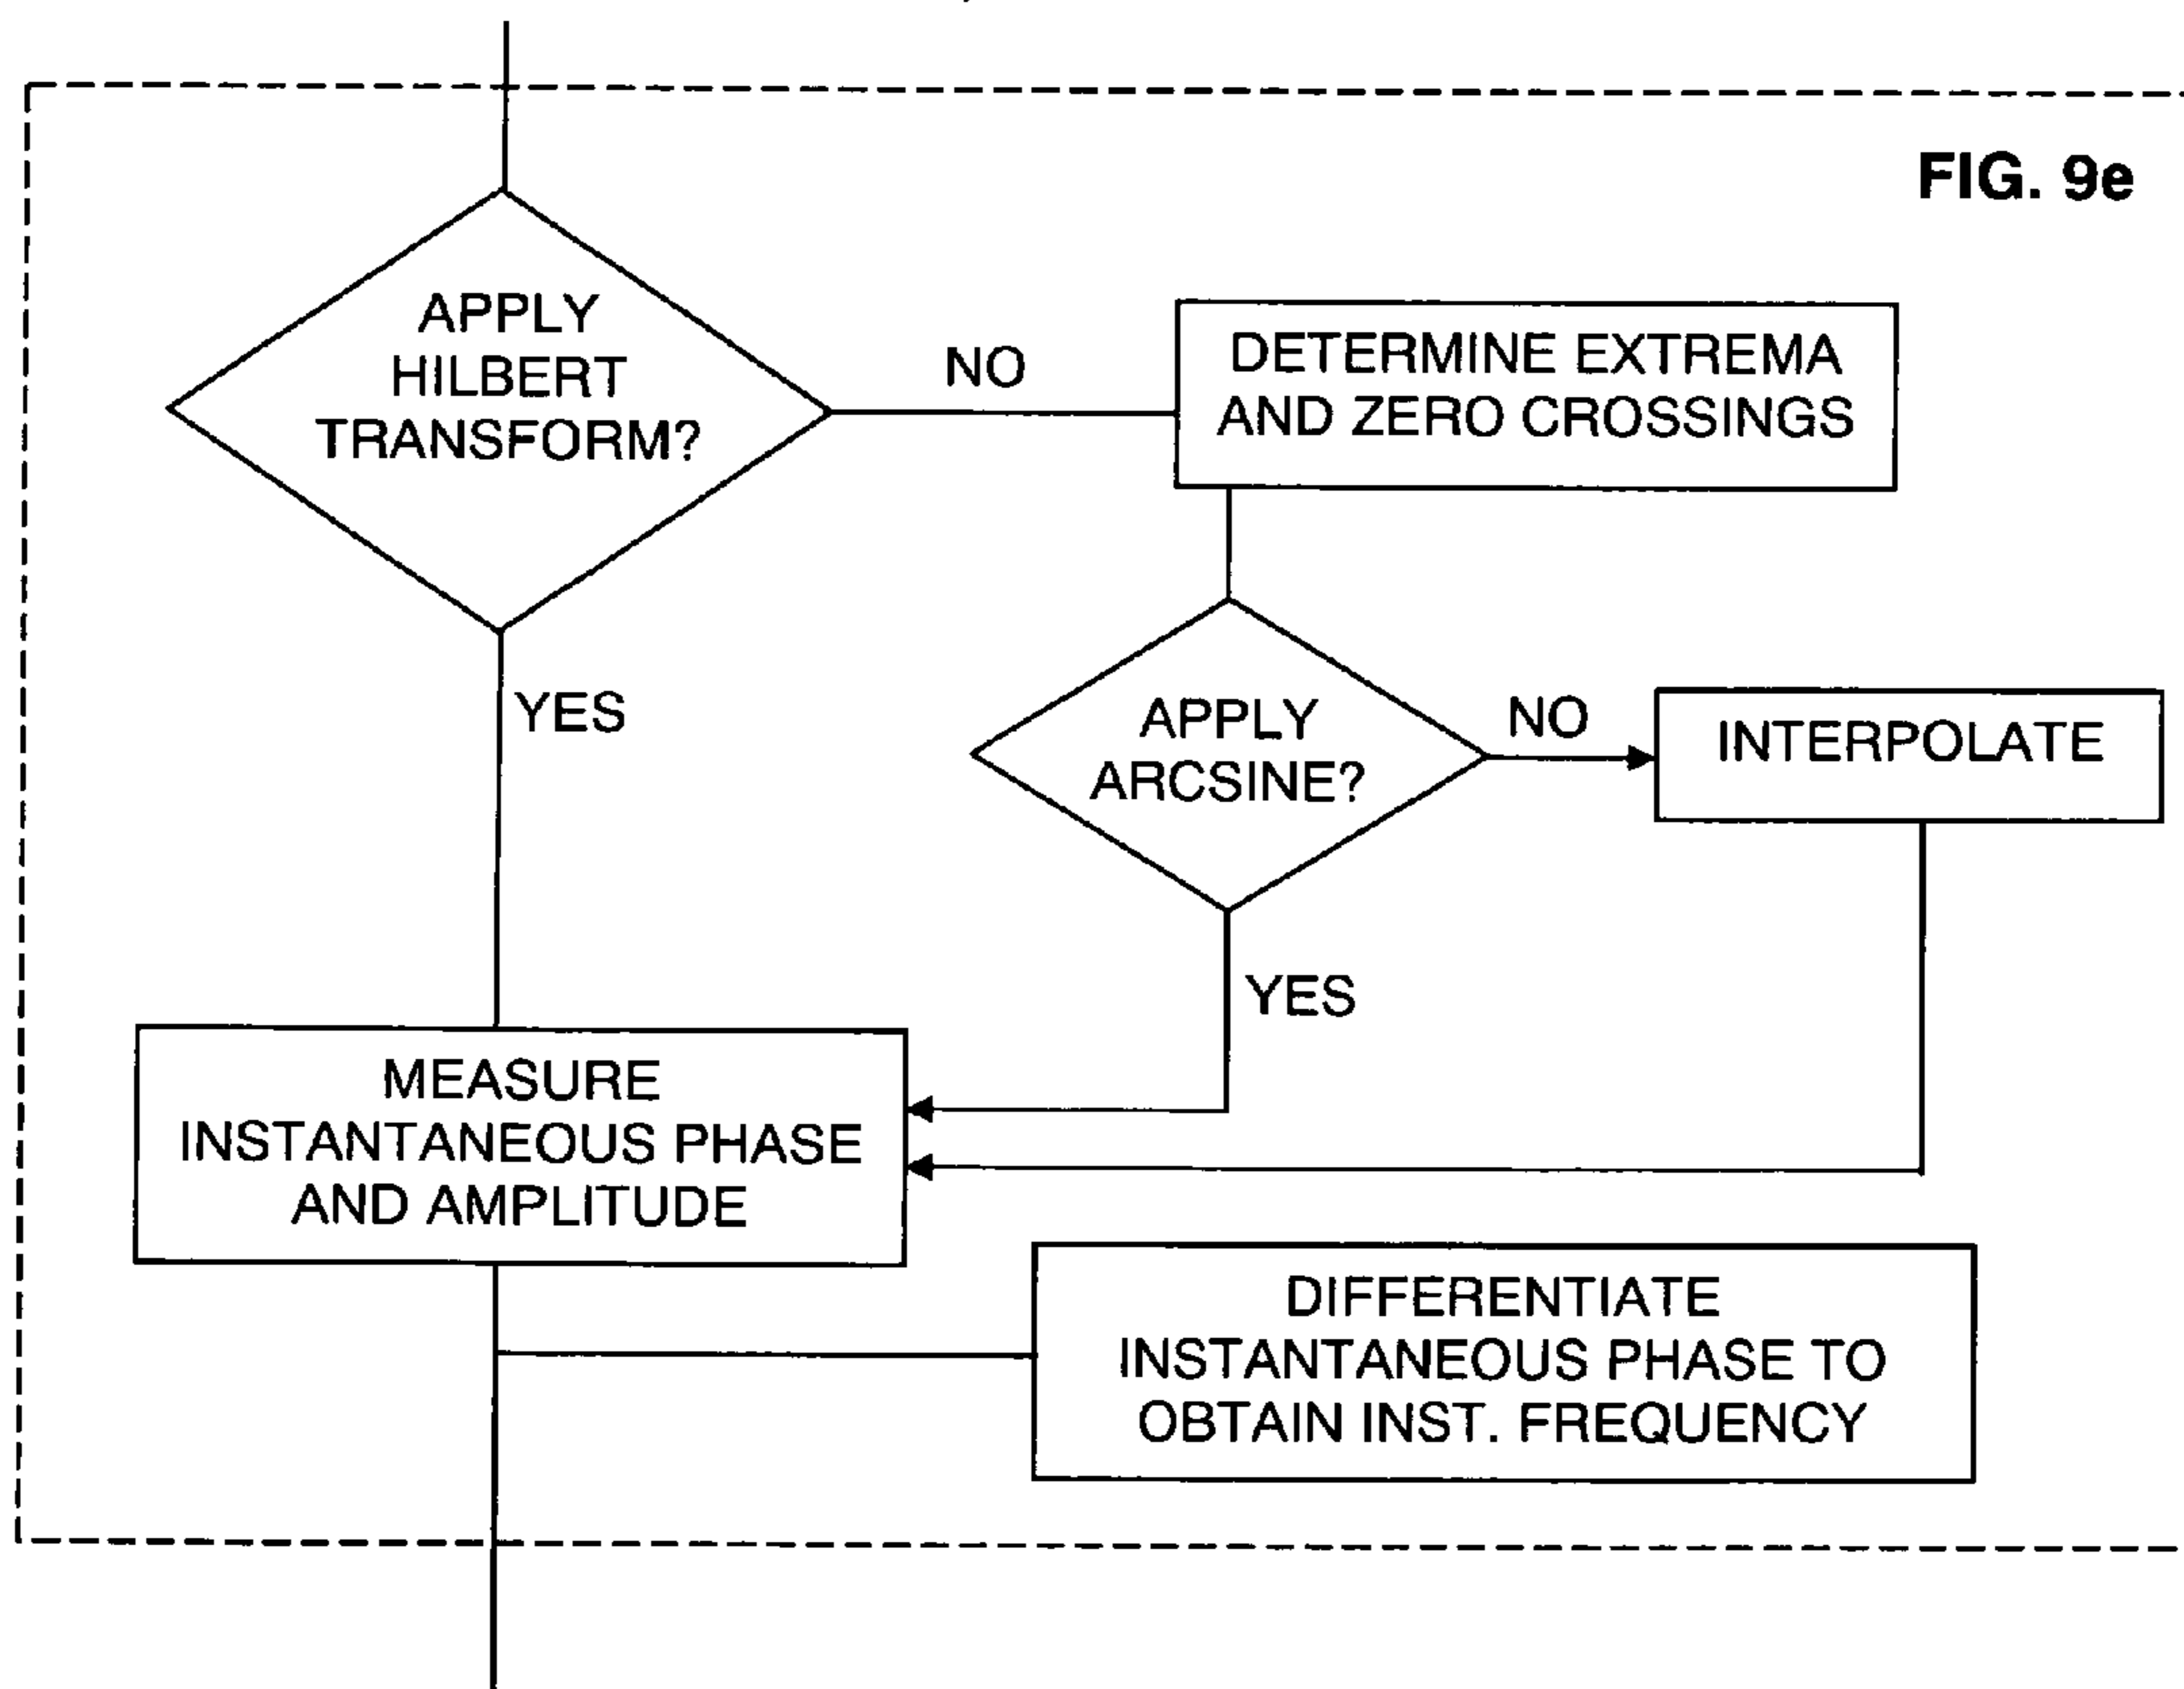 FIG. 9e
APPLY
HILBERT
TRANSFORM?
NO
DETERMINE EXTREMA
AND ZERO CROSSINGS
YES
APPLY
ARCSINE?
NO
INTERPOLATE
YES
MEASURE
INSTANTANEOUS PHASE
AND AMPLITUDE
DIFFERENTIATE
INSTANTANEOUS PHASE TO
OBTAIN INST. FREQUENCY